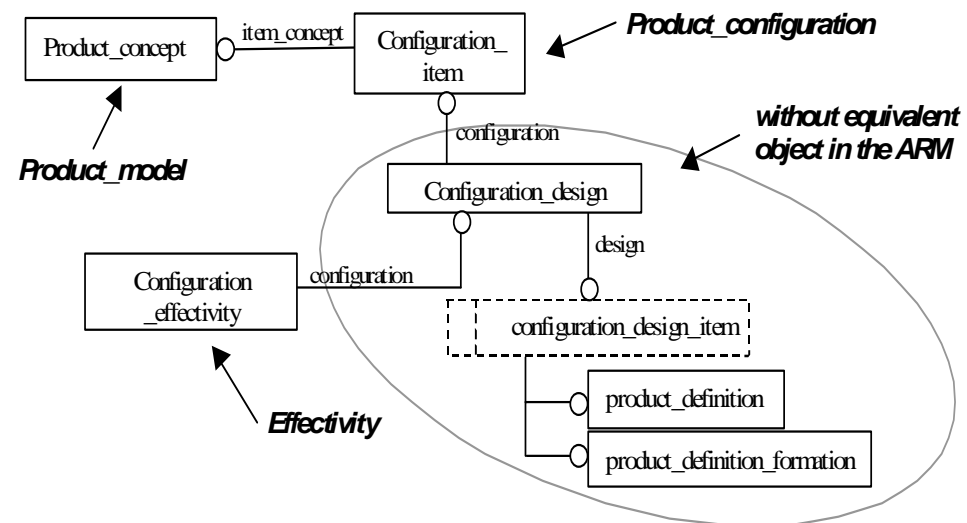 Product_configuration
Product_concept
item_concept
Configuration_
item
without equivalent
object in the ARM
configuration
Product_model
Configuration_design
design
Configuration
_effectivity
configuration
configuration_design_item
product_definition
Effectivity
product_definition_formation